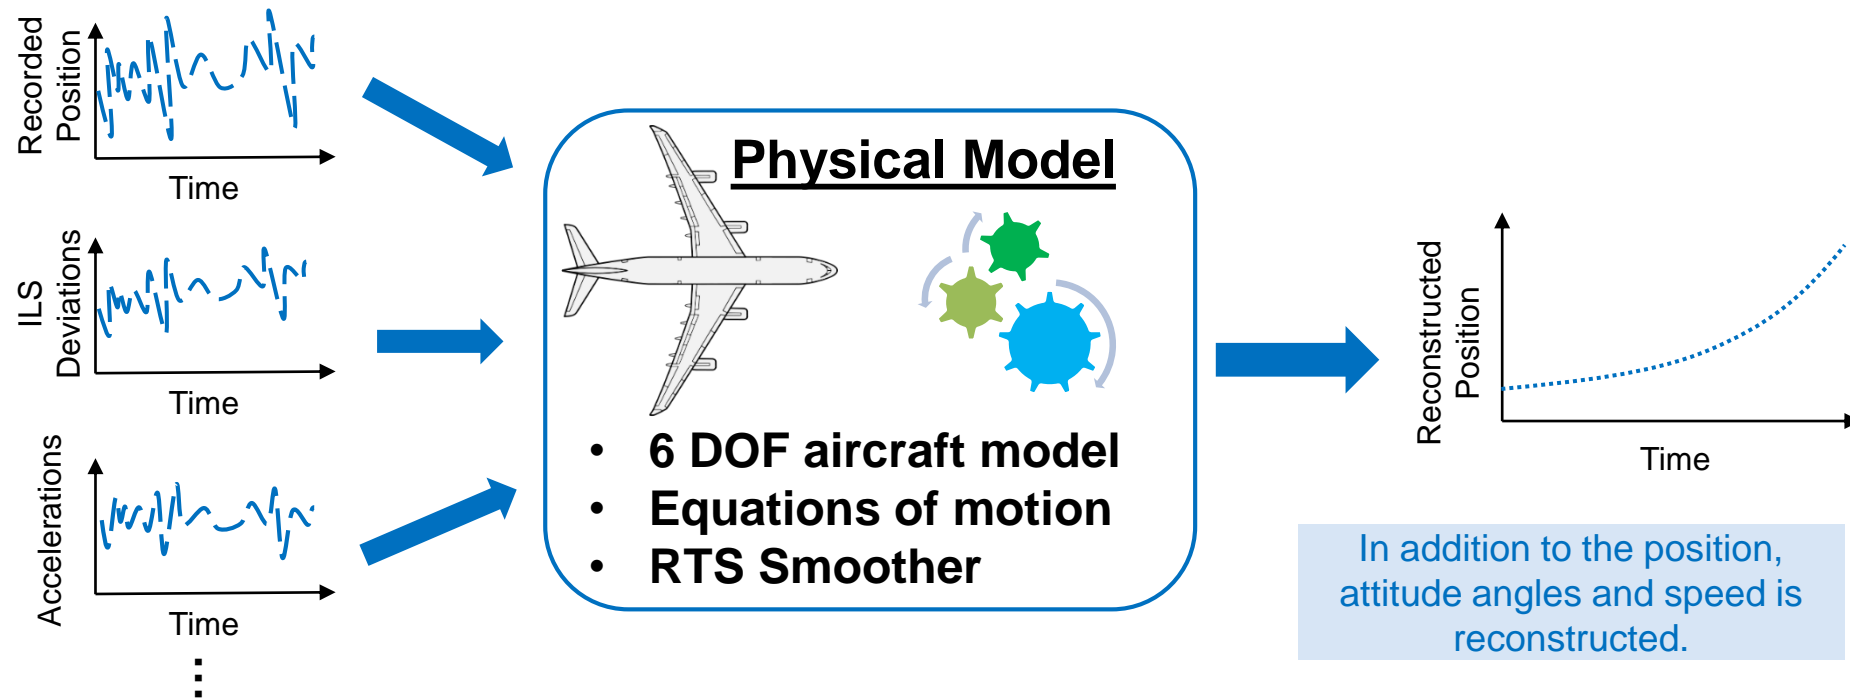 Recorded
Position
Time
ILS
Deviations
Time
Accelerations
Time
Physical Model
• 6 DOF aircraft model
• Equations of motion
• RTS Smoother
Reconstructed
Position
Time
In addition to the position,
attitude angles and speed is
reconstructed.